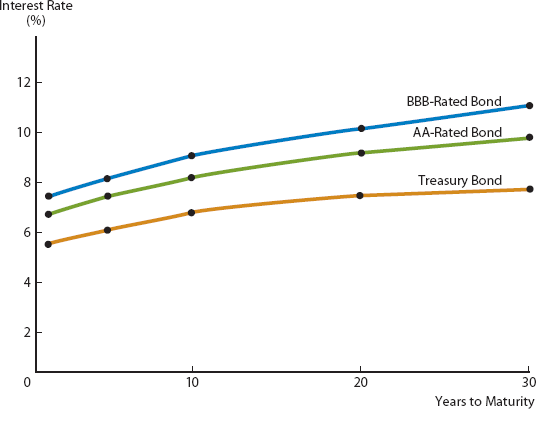 Interest Rate
(%)
12
BBB-Rated Bond
10
AA-Rated Bond
8
Treasury Bond
6
4
2
0
10
20
30
Years to Maturity